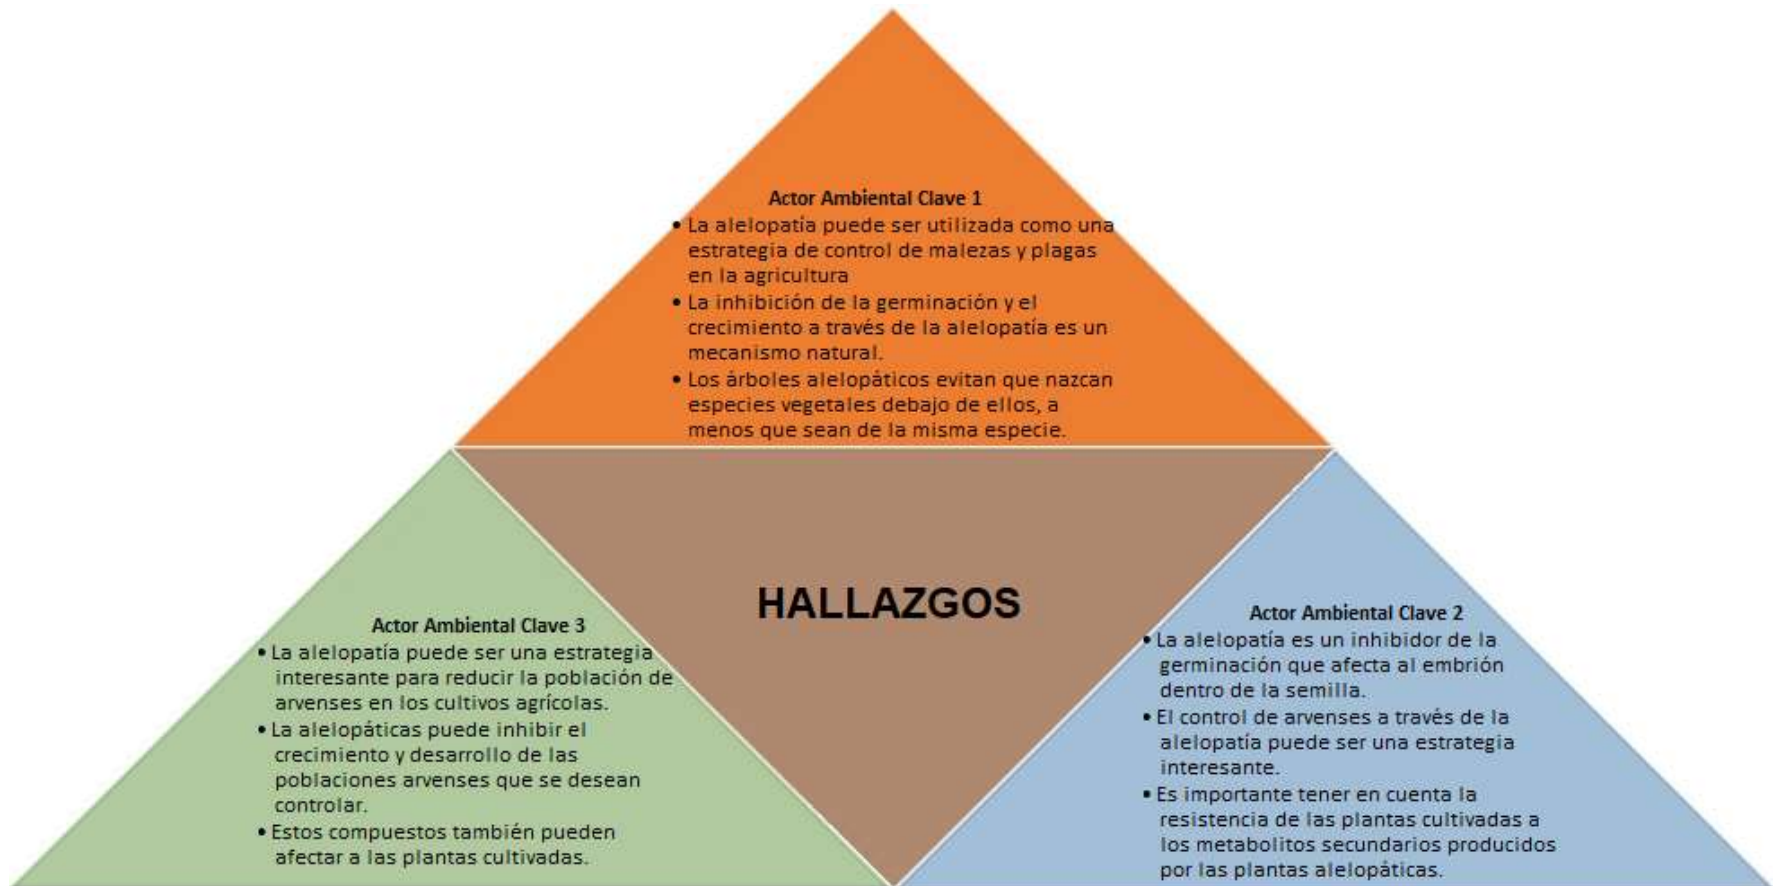 Actor Ambiental Clave 1
• La alelopatía puede ser utilizada como una
estrategia de control de malezas y plagas
en la agricultura
• La inhibición de la germinación y el
crecimiento a través de la alelopatía es un
mecanismo natural.
• Los árboles alelopáticos evitan que nazcan
especies vegetales debajo de ellos, a
menos que sean de la misma especie.
HALLAZGOS
Actor Ambiental Clave 3
• La alelopatía puede ser una estrategia
interesante para reducir la población de
arvenses en los cultivos agrícolas.
• La alelopáticas puede inhibir el
crecimiento y desarrollo de las
poblaciones arvenses que se desean
controlar.
• Estos compuestos también pueden
afectar a las plantas cultivadas.
Actor Ambiental Clave 2
• La alelopatía es un inhibidor de la
germinación que afecta al embrión
dentro de la semilla.
• El control de arvenses a través de la
alelopatía puede ser una estrategia
interesante.
• Es importante tener en cuenta la
resistencia de las plantas cultivadas a
los metabolitos secundarios producidos
por las plantas alelopáticas.